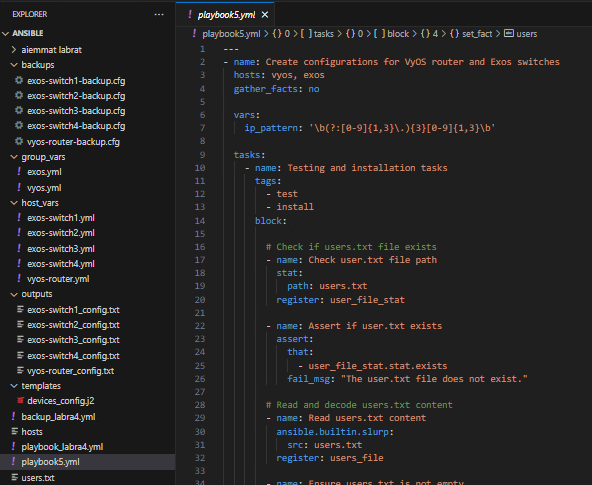 EXPLORER
ANSIBLE
aiemmat labrat
backups
exos-switch1-backup.cfg
exos-switch2-backup.cfg
exos-switch3-backup.cfg
exos-switch4-backup.cfg
vyos-router-backup.cfg
group_vars
! exos.yml
! vyos.yml
host_vars
! exos-switch1.yml
! exos-switch2.yml
! exos-switch3.yml
! exos-switch4.yml
! vyos-router.yml
outputs
exos-switch1_config.txt
exos-switch2_config.txt
exos-switch3_config.txt
exos-switch4_config.txt
vyos-router_config.txt
templates
devices_config.j2
! backup_labra4.yml
hosts
! playbook_labra4.yml
! playbook5.yml
users.txt
! playbook5.yml ×
! playbook5.yml > {} 0 > [ ] tasks > {} 0 > [ ] block > {} 4 > {} set_fact > abc users
1 ---
2 - name: Create configurations for VyOS router and Exos switches
3 hosts: vyos, exos
4 gather_facts: no
5
6 vars:
7 ip_pattern: '\b(?:[0-9]{1,3}\.){3}[0-9]{1,3}\b'
8
9 tasks:
10 - name: Testing and installation tasks
11 tags:
12 - test
13 - install
14 block:
15
16 # Check if users.txt file exists
17 - name: Check user.txt file path
18 stat:
19 path: users.txt
20 register: user_file_stat
21
22 - name: Assert if user.txt exists
23 assert:
24 that:
25 - user_file_stat.stat.exists
26 fail_msg: "The user.txt file does not exist."
27
28 # Read and decode users.txt content
29 - name: Read users.txt content
30 ansible.builtin.slurp:
31 src: users.txt
32 register: users_file
33
34 - name: Ensure users.txt is not empty